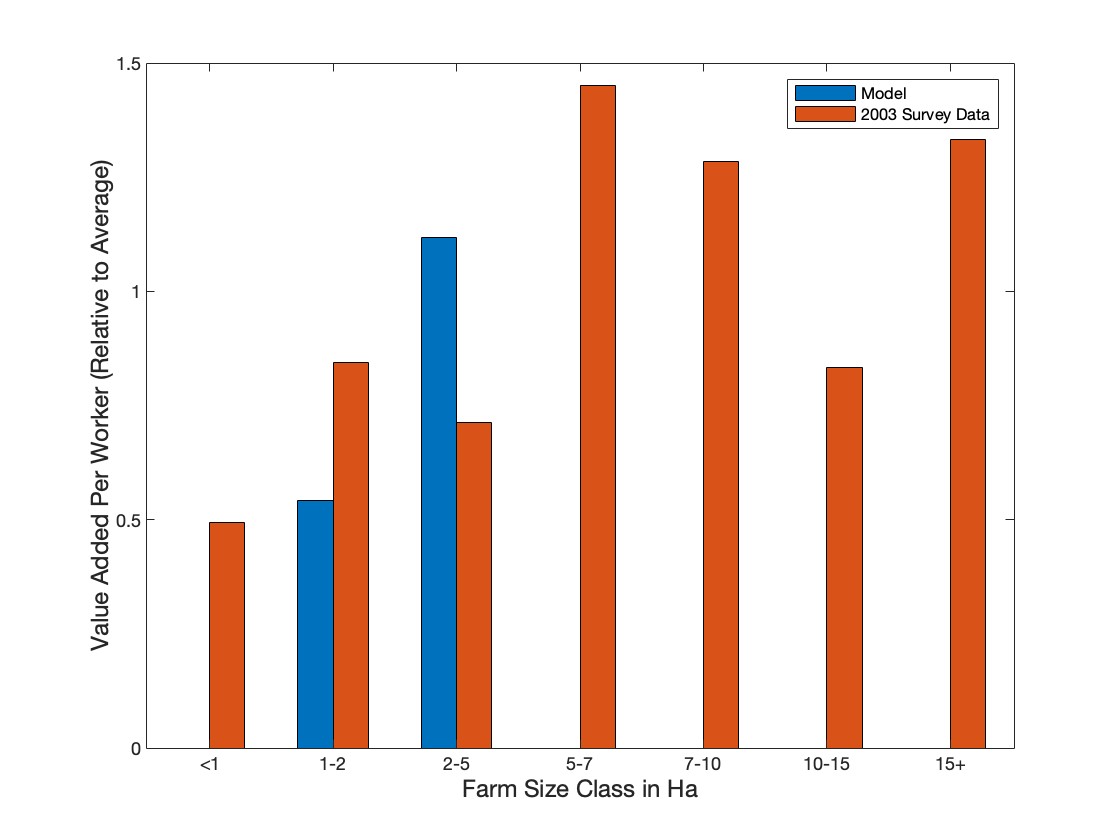 1.5
1
0.5
0
Value Added Per Worker (Relative to Average)
Model
2003 Survey Data
<1
1-2
2-5
5-7
7-10
10-15
15+
Farm Size Class in Ha